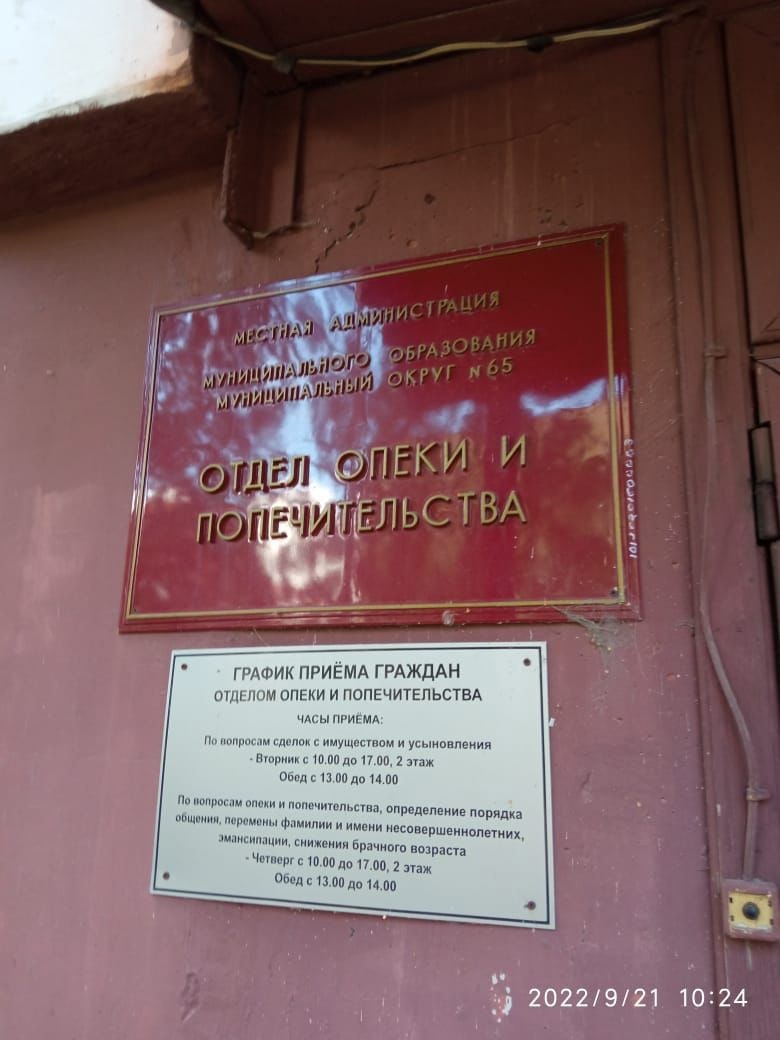 МЕСТНАЯ АДМИНИСТРАЦИЯ
МУНИЦИПАЛЬНОГО ОБРАЗОВАНИЯ
МУНИЦИПАЛЬНЫЙ ОКРУГ N65
ОТДЕЛ ОПЕКИ И
ПОПЕЧИТЕЛЬСТВА
ГРАФИК ПРИЁМА ГРАЖДАН
ОТДЕЛОМ ОПЕКИ И ПОПЕЧИТЕЛЬСТВА
ЧАСЫ ПРИЁМА:
По вопросам сделок с имуществом и усыновления
- Вторник с 10.00 до 17.00, 2 этаж
Обед с 13.00 до 14.00
По вопросам опеки и попечительства, определение порядка
общения, перемены фамилии и имени несовершеннолетних,
эмансипации, снижения брачного возраста
- Четверг с 10.00 до 17.00, 2 этаж
Обед с 13.00 до 14.00
2022/9/21 10:24